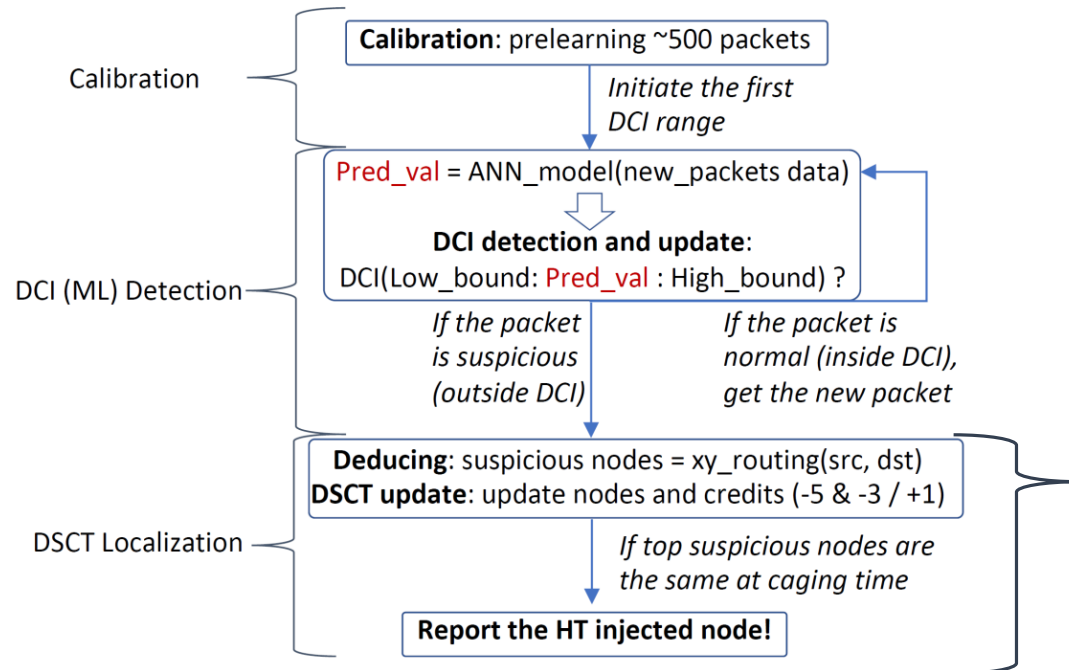 Calibration: prelearning ~500 packets
Calibration
Initiate the first
DCI range
Pred_val = ANN_model(new_packets data)
DCI detection and update:
DCI(Low_bound: Pred_val : High_bound) ?
DCI (ML) Detection
If the packet
is suspicious
(outside DCI)
If the packet is
normal (inside DCI),
get the new packet
Deducing: suspicious nodes = xy_routing(src, dst)
DSCT update: update nodes and credits (-5 & -3 / +1)
DSCT Localization
If top suspicious nodes are
the same at caging time
Report the HT injected node!